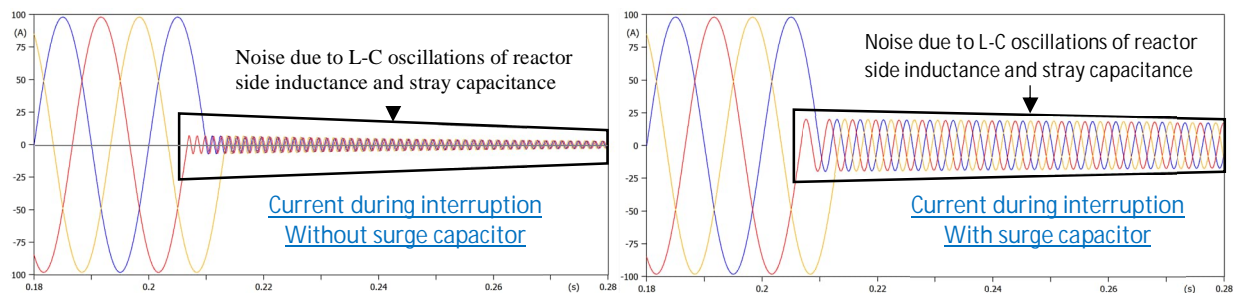 100
(A)
75
50
25
0
-25
-50
-75
100
0.18
0.2
0.22
0.24
0.26
(s)
0.28
Noise due to L-C oscillations of reactor
side inductance and stray capacitance
Current during interruption
Without surge capacitor
100
(A)
75
50
25
0
-25
-50
-75
-100
0.18
0.2
0.22
0.24
0.26
(s)
0.28
Noise due to L-C oscillations of reactor
side inductance and stray capacitance
Current during interruption
With surge capacitor